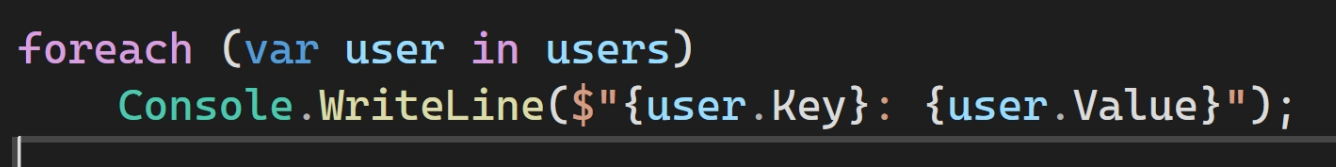 foreach (var user in users)
    Console.WriteLine($"{user.Key}: {user.Value}");